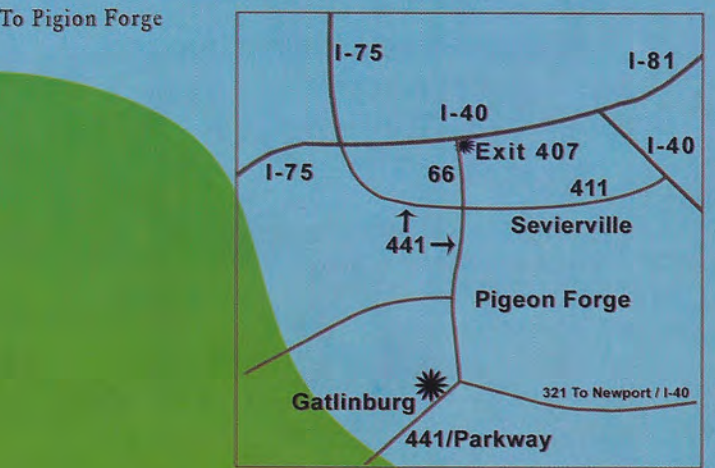 To Pigion Forge
I-75
I-81
I-40
Exit 407
I-40
I-75
66
411
Sevierville
441
Pigeon Forge
321 To Newport / I-40
Gatlinburg
441/Parkway